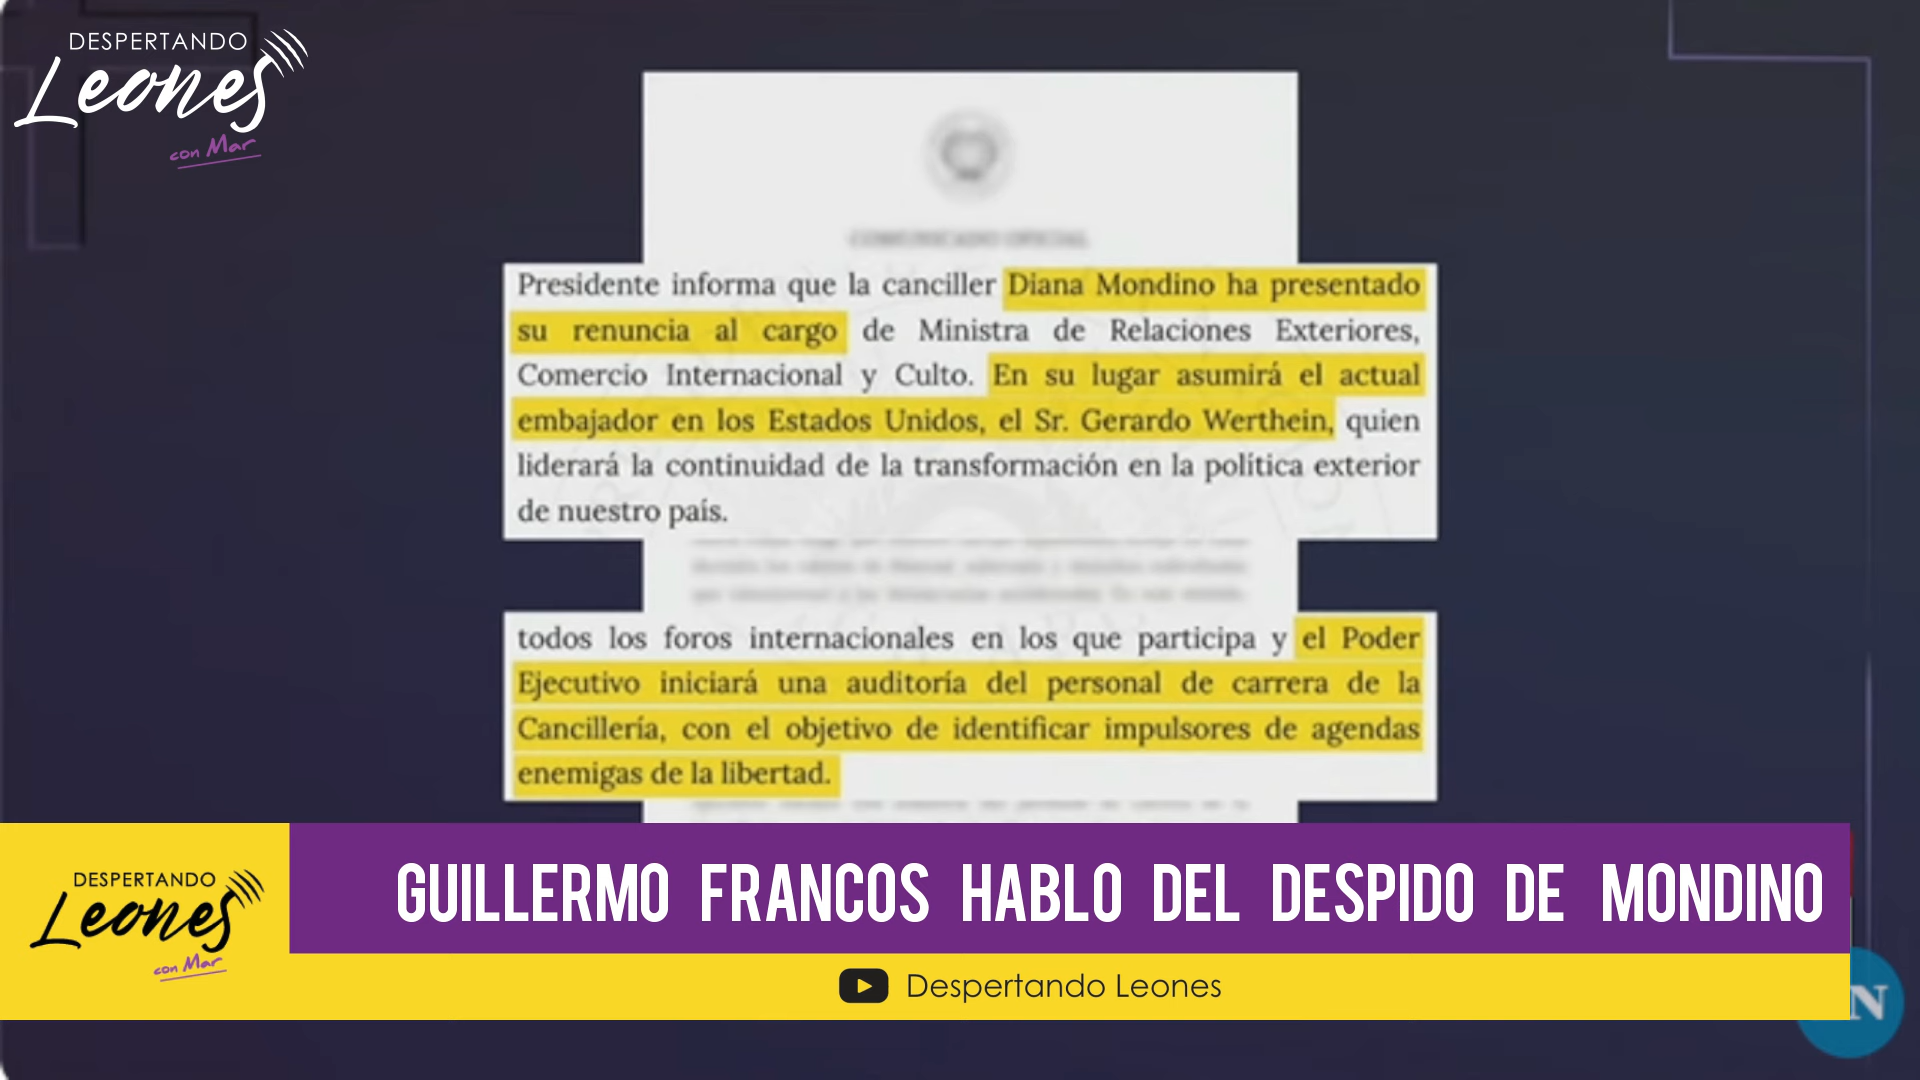 DESPERTANDO
Leones
con Mar
COMUNICADO OFICIAL
Presidente informa que la canciller Diana Mondino ha presentado
su renuncia al cargo de Ministra de Relaciones Exteriores,
Comercio Internacional y Culto. En su lugar asumirá el actual
embajador en los Estados Unidos, el Sr. Gerardo Werthein, quien
liderará la continuidad de la transformación en la política exterior
de nuestro país.
todos los foros internacionales en los que participa y el Poder
Ejecutivo iniciará una auditoría del personal de carrera de la
Cancillería, con el objetivo de identificar impulsores de agendas
enemigas de la libertad.
DESPERTANDO
Leones
con Mar
GUILLERMO FRANCOS HABLO DEL DESPIDO DE MONDINO
Despertando Leones
N